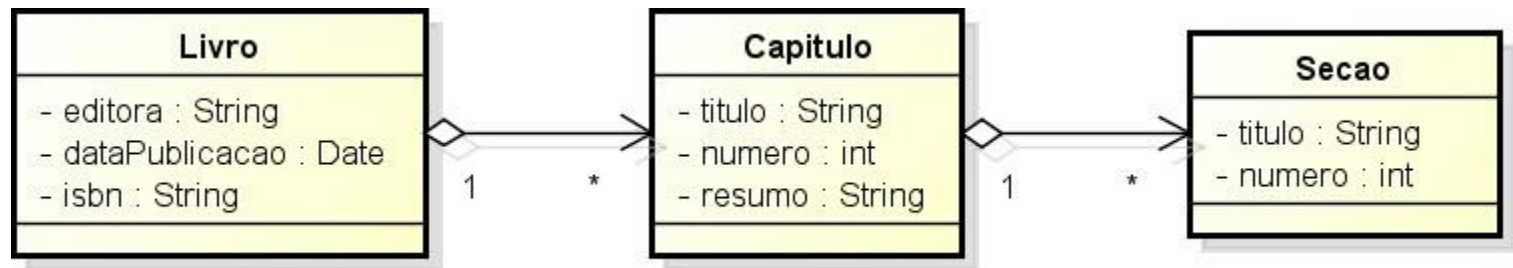 Livro
- editora : String
- dataPublicacao : Date
- isbn : String
1
*
Capitulo
- titulo : String
- numero : int
- resumo : String
1
*
Secao
- titulo : String
- numero : int